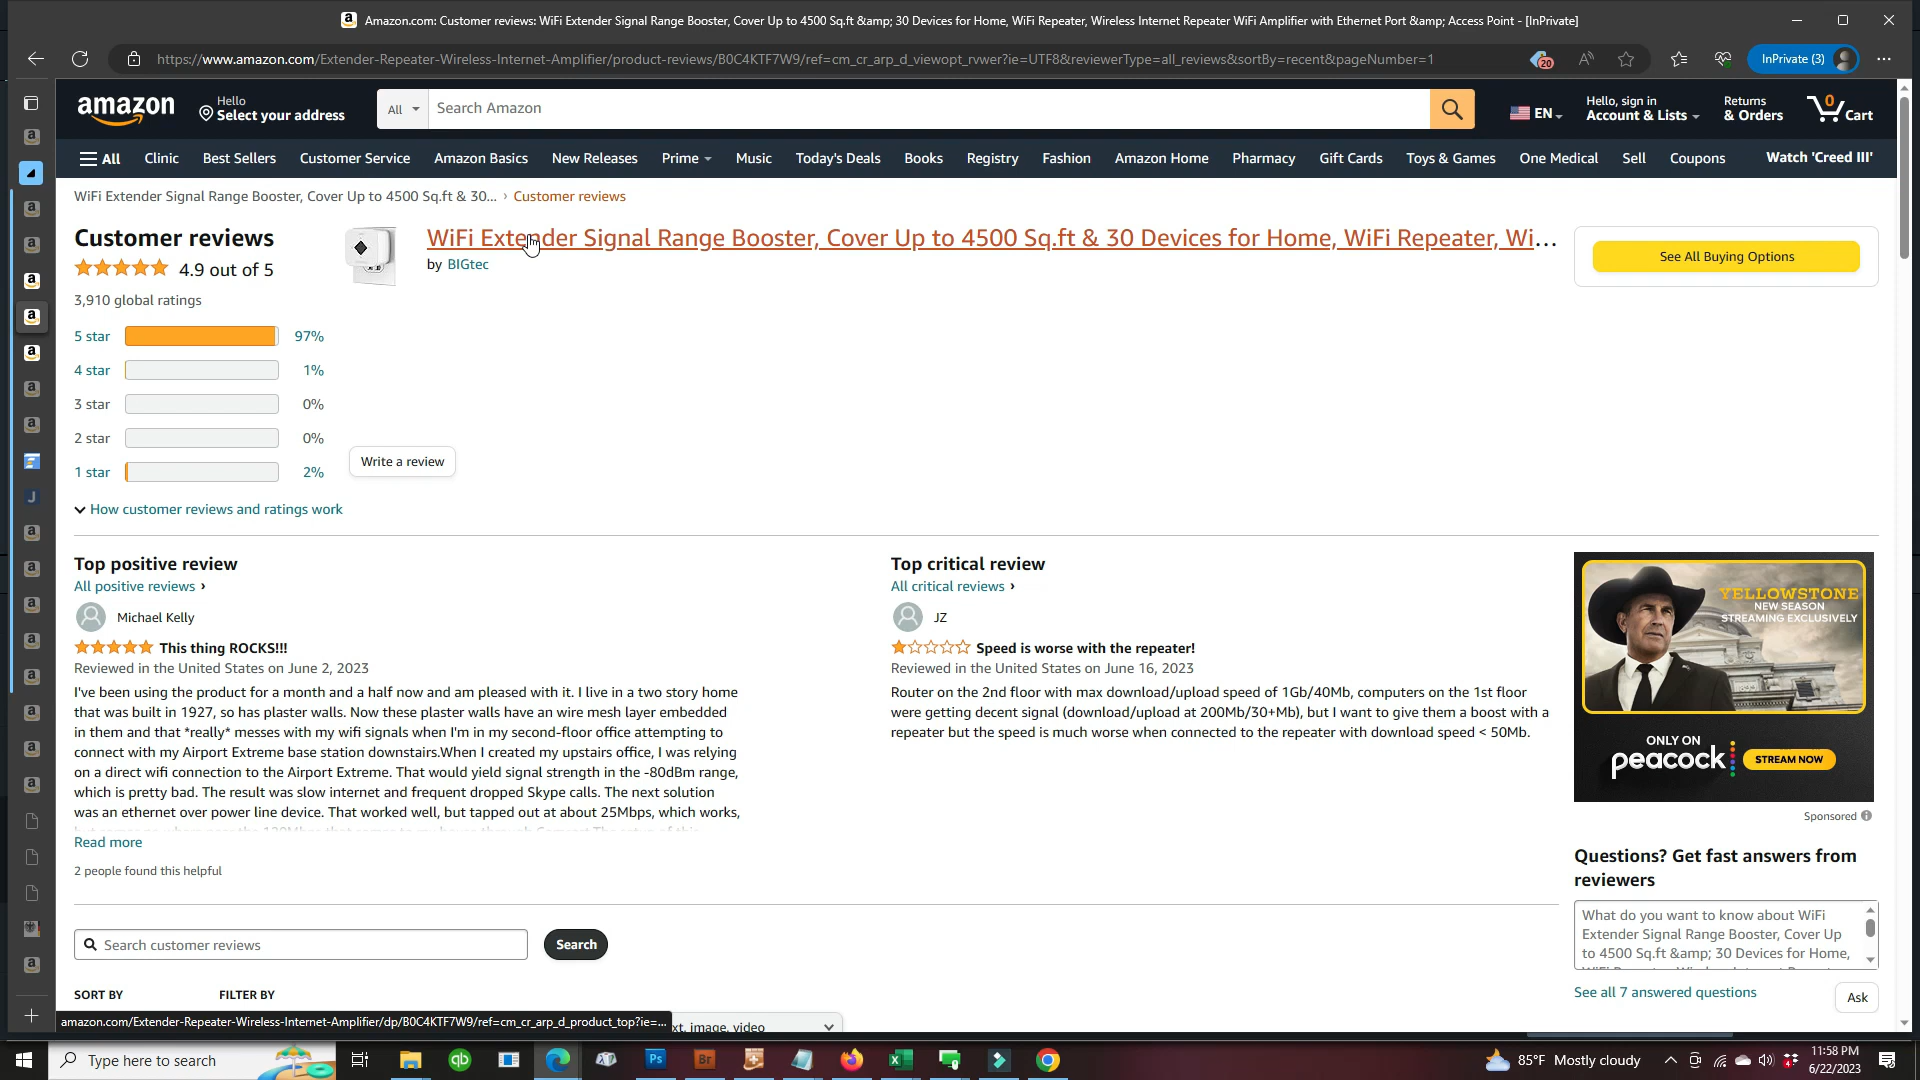 Amazon.com: Customer reviews: WiFi Extender Signal Range Booster, Cover Up to 4500 Sq.ft &amp; 30 Devices for Home, WiFi Repeater, Wireless Internet Repeater WiFi Amplifier with Ethernet Port &amp; Access Point - [InPrivate]
https://www.amazon.com/Extender-Repeater-Wireless-Internet-Amplifier/product-reviews/B0C4KTF7W9/ref=cm_cr_arp_d_viewopt_rvwer?ie=UTF8&reviewerType=all_reviews&sortBy=recent&pageNumber=1
20
InPrivate (3)
amazon
Hello
Select your address
All
Search Amazon
EN
Hello, sign in
Account & Lists
Returns
& Orders
0
Cart
All
Clinic
Best Sellers
Customer Service
Amazon Basics
New Releases
Prime
Music
Today's Deals
Books
Registry
Fashion
Amazon Home
Pharmacy
Gift Cards
Toys & Games
One Medical
Sell
Coupons
Watch 'Creed III'
WiFi Extender Signal Range Booster, Cover Up to 4500 Sq.ft & 30... › Customer reviews
Customer reviews
4.9 out of 5
3,910 global ratings
5 star 97%
4 star 1%
3 star 0%
2 star 0%
1 star 2%
How customer reviews and ratings work
WiFi Extender Signal Range Booster, Cover Up to 4500 Sq.ft & 30 Devices for Home, WiFi Repeater, Wi...
by BIGtec
See All Buying Options
Write a review
Top positive review
All positive reviews ›
Michael Kelly
This thing ROCKS!!!
Reviewed in the United States on June 2, 2023
I've been using the product for a month and a half now and am pleased with it. I live in a two story home
that was built in 1927, so has plaster walls. Now these plaster walls have an wire mesh layer embedded
in them and that *really* messes with my wifi signals when I'm in my second-floor office attempting to
connect with my Airport Extreme base station downstairs.When I created my upstairs office, I was relying
on a direct wifi connection to the Airport Extreme. That would yield signal strength in the -80dBm range,
which is pretty bad. The result was slow internet and frequent dropped Skype calls. The next solution
was an ethernet over power line device. That worked well, but tapped out at about 25Mbps, which works,
Read more
2 people found this helpful
Top critical review
All critical reviews ›
JZ
Speed is worse with the repeater!
Reviewed in the United States on June 16, 2023
Router on the 2nd floor with max download/upload speed of 1Gb/40Mb, computers on the 1st floor
were getting decent signal (download/upload at 200Mb/30+Mb), but I want to give them a boost with a
repeater but the speed is much worse when connected to the repeater with download speed < 50Mb.
YELLOWSTONE
NEW SEASON
STREAMING EXCLUSIVELY
ONLY ON
peacock
STREAM NOW
Sponsored
Questions? Get fast answers from
reviewers
What do you want to know about WiFi
Extender Signal Range Booster, Cover Up
to 4500 Sq.ft &amp; 30 Devices for Home,
See all 7 answered questions
Ask
Search customer reviews
Search
SORT BY
FILTER BY
amazon.com/Extender-Repeater-Wireless-Internet-Amplifier/dp/B0C4KTF7W9/ref=cm_cr_arp_d_product_top?ie=...
xt, image, video
Type here to search
qb
Ps
Br
85°F Mostly cloudy
11:58 PM
6/22/2023